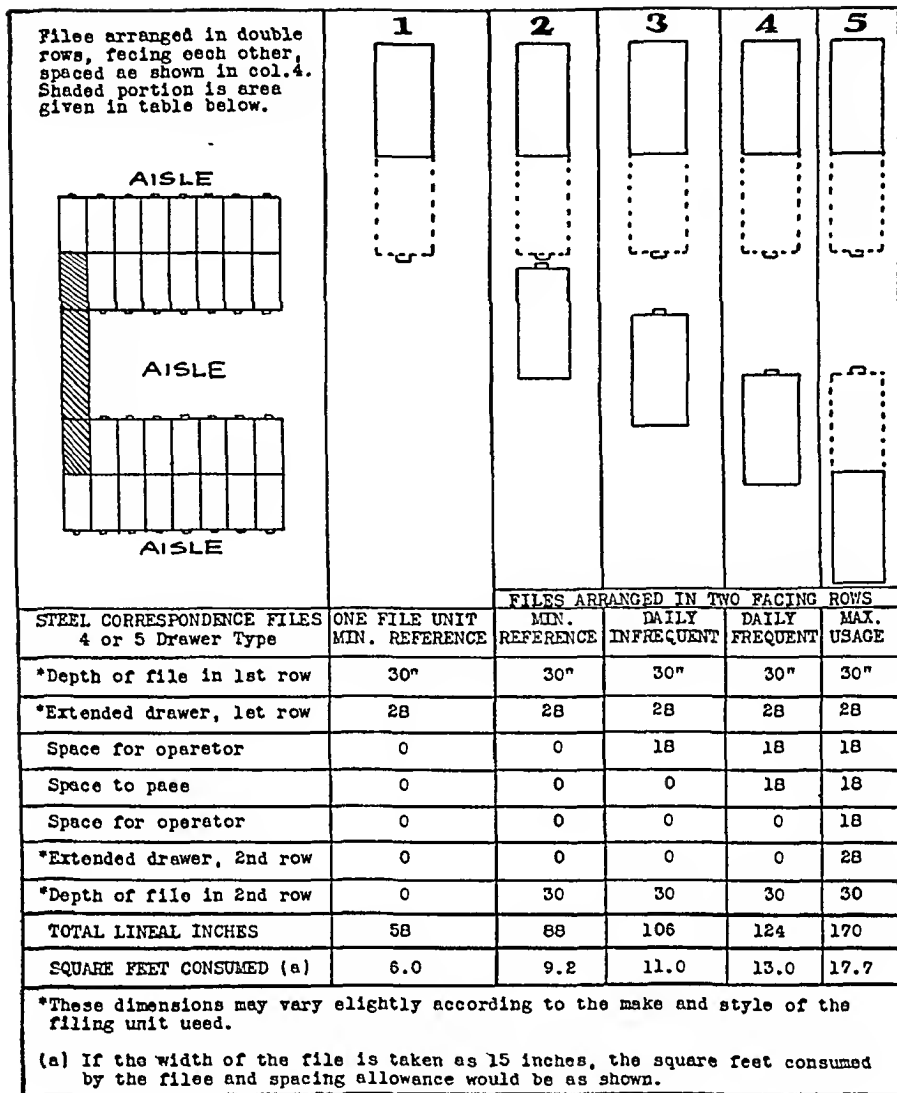 Filee arranged in double
rows, fecing eech other,
spaced ae shown in col.4.
Shaded portion is area
given in table below.
AISLE
AISLE
AISLE
1 2 3 4 5
FILES ARRANGED IN TWO FACING ROWS
STEEL CORRESPONDENCE FILES
4 or 5 Drawer Type
ONE FILE UNIT
MIN. REFERENCE
MIN.
REFERENCE
DAILY
INFREQUENT
DAILY
FREQUENT
MAX.
USAGE
*Depth of file in 1st row 30" 30" 30" 30" 30"
*Extended drawer, 1et row 28 28 28 28 28
Space for oparetor 0 0 18 18 18
Space to paee 0 0 0 18 18
Space for operator 0 0 0 0 18
*Extended drawer, 2nd row 0 0 0 0 28
*Depth of file in 2nd row 0 30 30 30 30
TOTAL LINEAL INCHES 58 88 106 124 170
SQUARE FEET CONSUMED (a) 6.0 9.2 11.0 13.0 17.7
*These dimensions may vary elightly according to the make and style of the
filing unit ueed.
(a) If the width of the file is taken as 15 inches, the square feet consumed
by the filee and spacing allowance would be as shown.